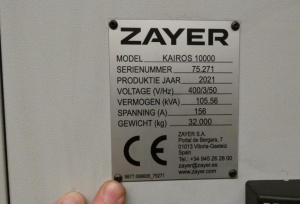 ZAYER
MODEL KAIROS 10000
SERIENUMMER 75.271
PRODUKTIE JAAR 2021
VOLTAGE (V/Hz) 400/3/50
VERMOGEN (kVA) 105.56
SPANNING (A) 156
GEWICHT (kg) 32.000
CE
ZAYER S.A.
Portal de Bergara, 7
01013 Vitoria-Gasteiz
Spain
Tel.: +34 945 26 28 00
zayer@zayer.es
www.zayer.com